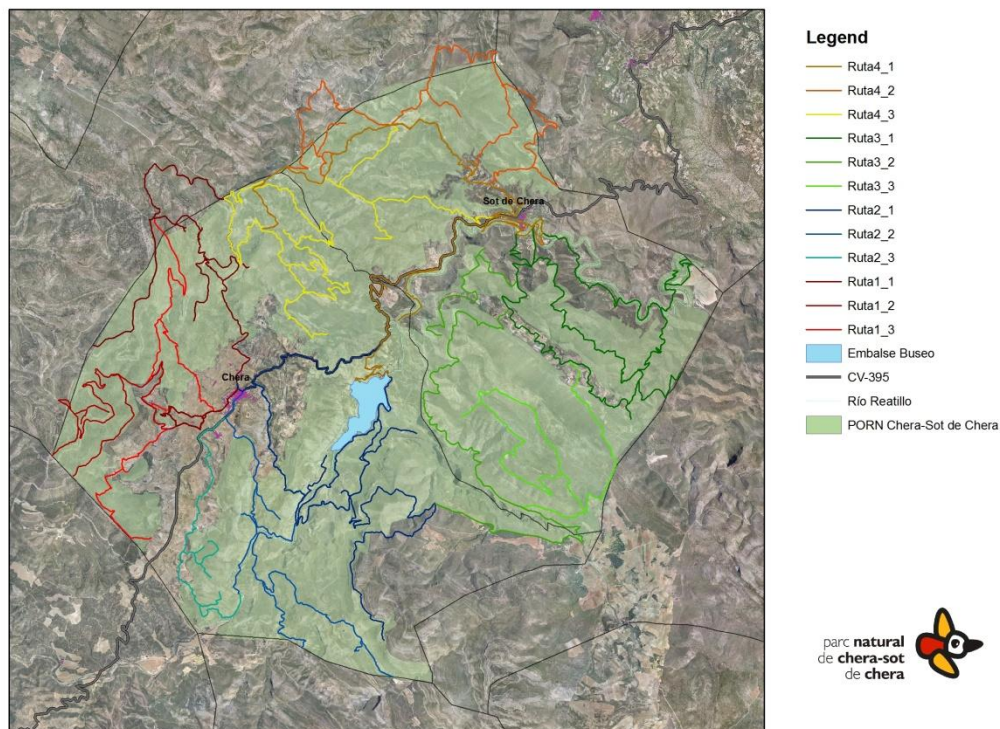 Sot de Chera
Chera
Legend
Ruta4_1
Ruta4_2
Ruta4_3
Ruta3_1
Ruta3_2
Ruta3_3
Ruta2_1
Ruta2_2
Ruta2_3
Ruta1_1
Ruta1_2
Ruta1_3
Embalse Buseo
CV-395
Río Reatillo
PORN Chera-Sot de Chera
parc natural
de chera-sot
de chera